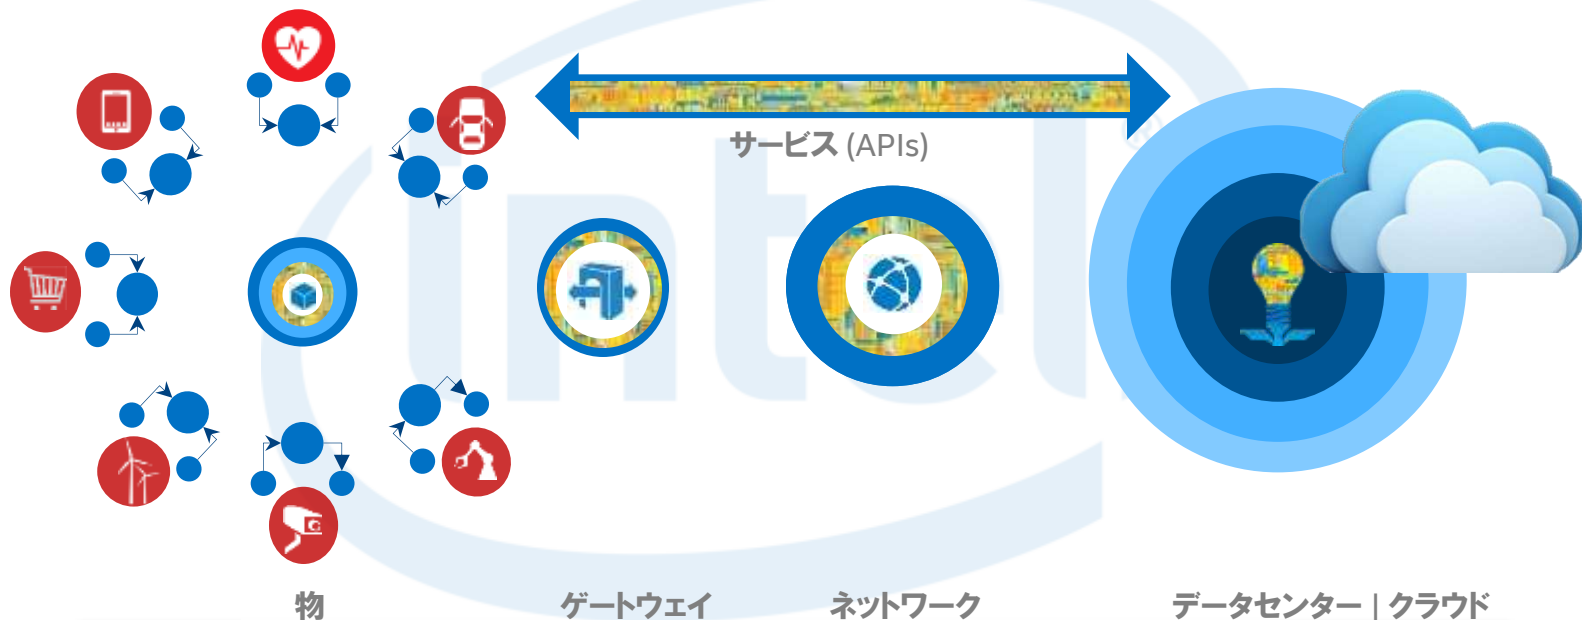 サービス (APIs)
intel
物
ゲートウェイ
ネットワーク
データセンター | クラウド